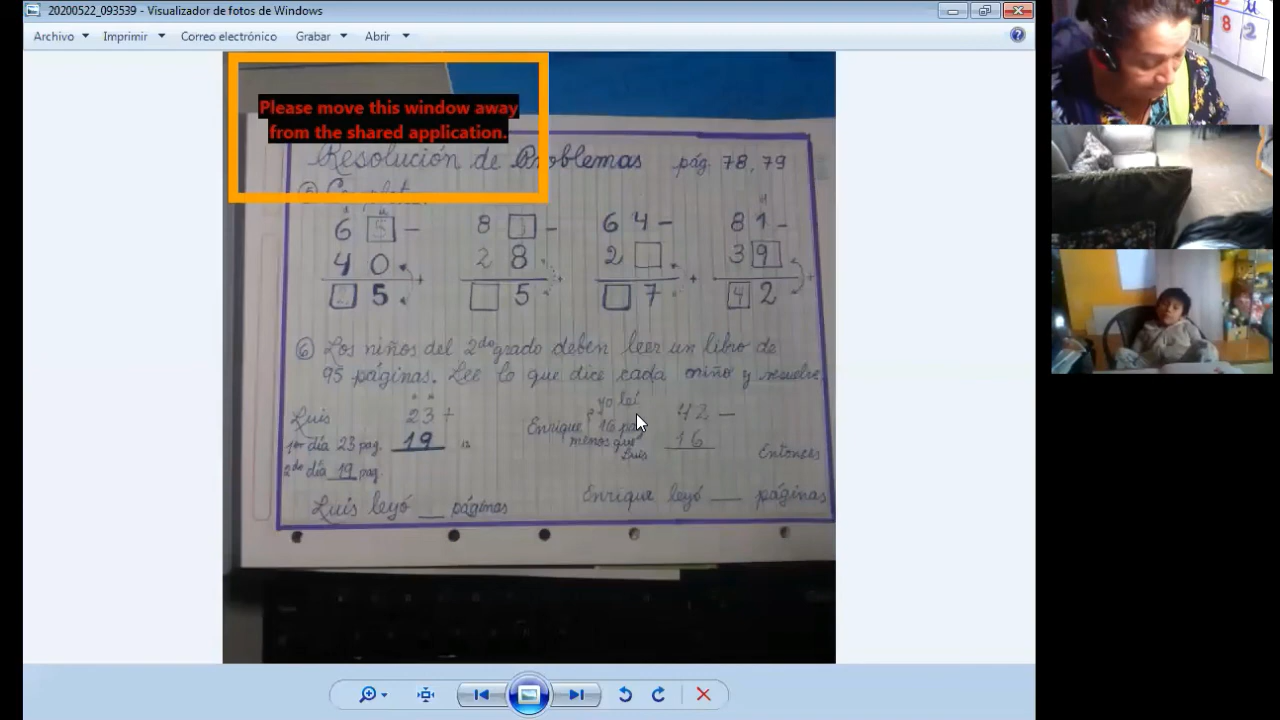 20200522_093539 - Visualizador de fotos de Windows
Archivo Imprimir Correo electrónico Grabar Abrir
Please move this window away
from the shared application.
Resolución de Problemas pág. 78, 79
6 5 - 8 - 6 4 - 8 1 -
4 0 2 8 2 3 9
+ + + +
5 5 7 4 2
6 Los niños del 2do grado deben leer un libro de
95 páginas. Lee lo que dice cada niño y resuelve
Luis 23 +
1er día 23 pag. 19
2do día 19 pag.
Luis leyó __ páginas
yo leí
Enrique 16
menos que
Luis
42 -
16
Entonces
Enrique leyó __ páginas
u
8 2